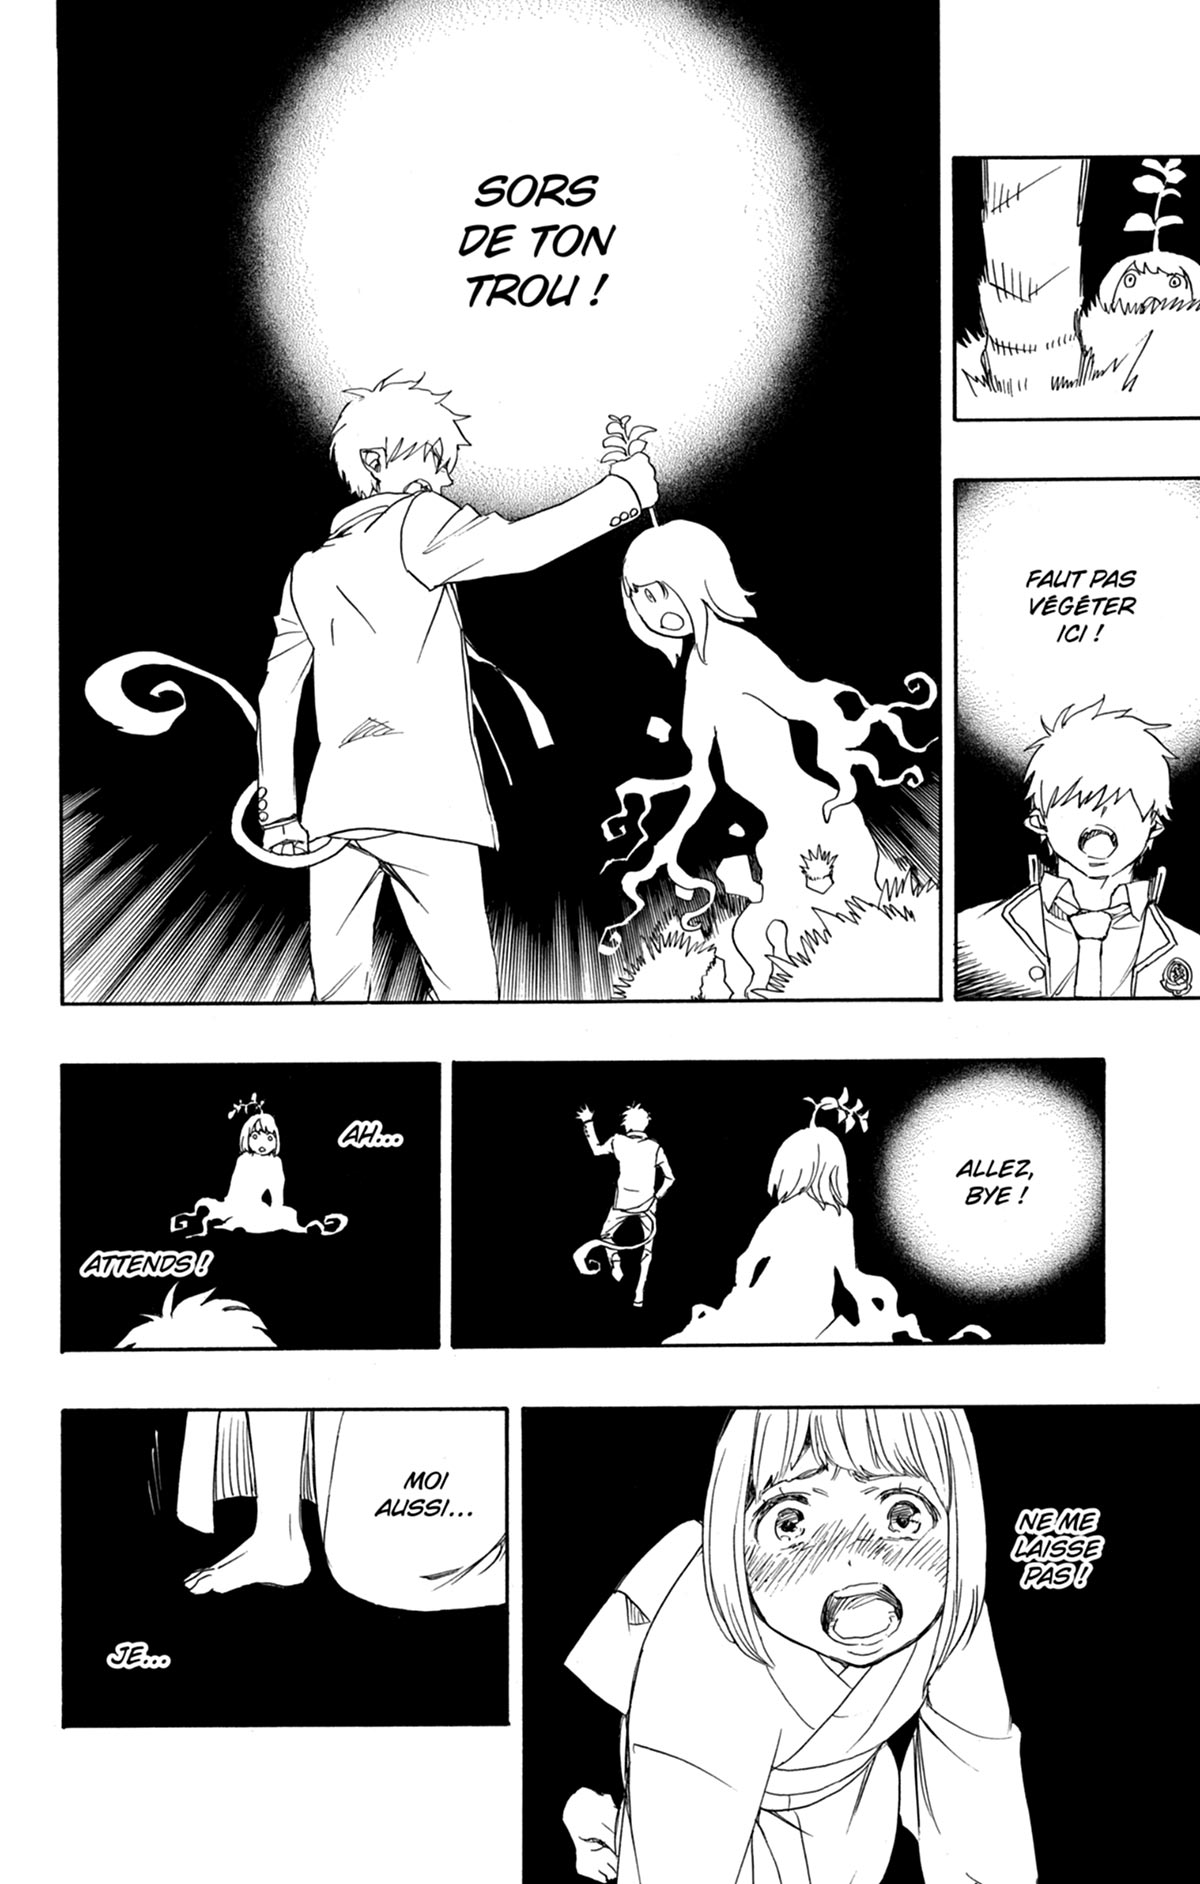 FAUT PAS
VÉGÉTER
ICI !
SORS
DE TON
TROU !
ALLEZ,
BYE !
AH...
ATTENDS !
NE ME
LAISSE
PAS !
MOI
AUSSI...
JE...